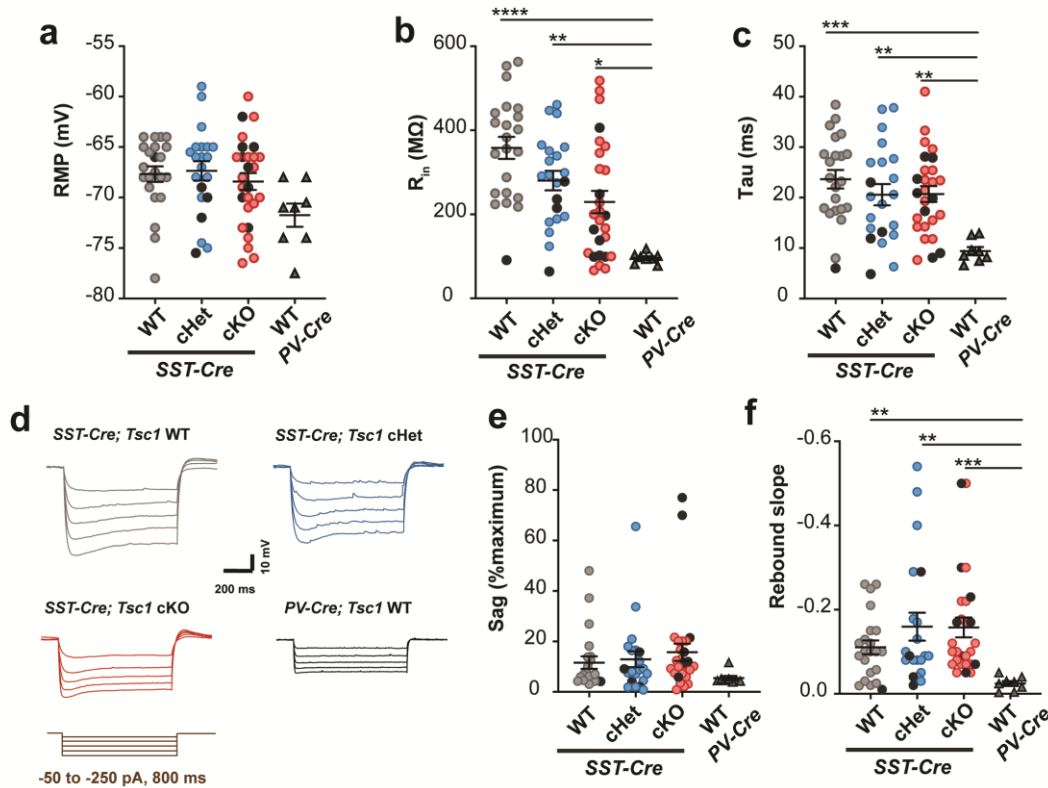 a
-55
-60
-65
-70
-75
-80
RMP (mV)
WT
cHet
cKO
WT
PV-Cre
SST-Cre
b
600
400
200
0
R_in (MΩ)
****
**
*
WT
cHet
cKO
WT
PV-Cre
SST-Cre
c
50
40
30
20
10
0
Tau (ms)
***
**
**
WT
cHet
cKO
WT
PV-Cre
SST-Cre
d
SST-Cre; Tsc1 WT
SST-Cre; Tsc1 cHet
10 mV
200 ms
SST-Cre; Tsc1 cKO
PV-Cre; Tsc1 WT
-50 to -250 pA, 800 ms
e
100
80
60
40
20
0
Sag (%maximum)
WT
cHet
cKO
WT
PV-Cre
SST-Cre
f
-0.6
-0.4
-0.2
0.0
Rebound slope
**
**
***
WT
cHet
cKO
WT
PV-Cre
SST-Cre